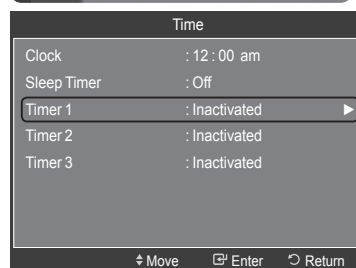 Time
Clock : 12 : 00 am
Sleep Timer : Off
Timer 1 : Inactivated ►
Timer 2 : Inactivated
Timer 3 : Inactivated
Move Enter Return